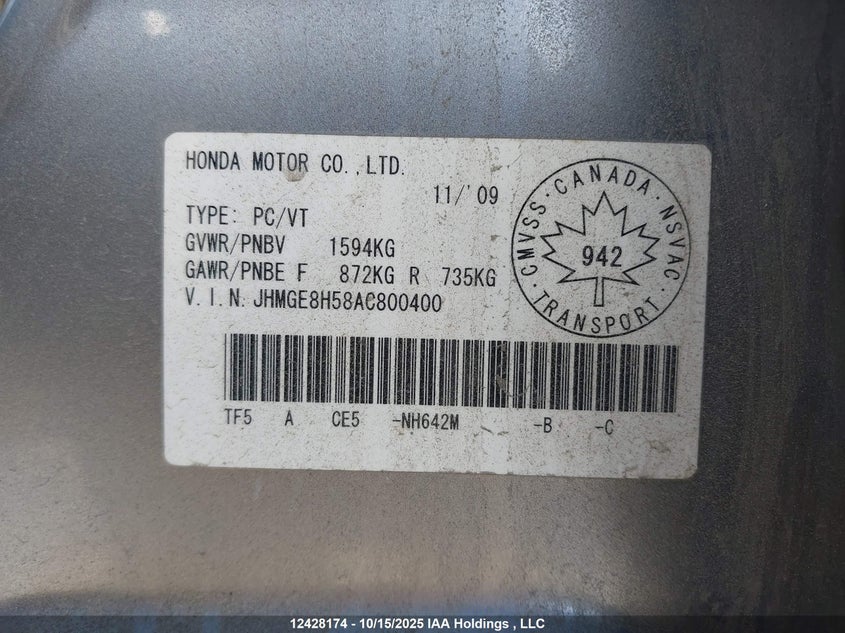 HONDA MOTOR CO.,LTD.
11/'09
TYPE: PC/VT
GVWR/PNBV 1594KG
GAWR/PNBE F 872KG R 735KG
V.I.N. JHMGE8H58AC800400
CMVSS · CANADA · NSVAC · TRANSPORT ·
942
TF5 A CE5 -NH642M -B -C
12428174 - 10/15/2025 IAA Holdings , LLC